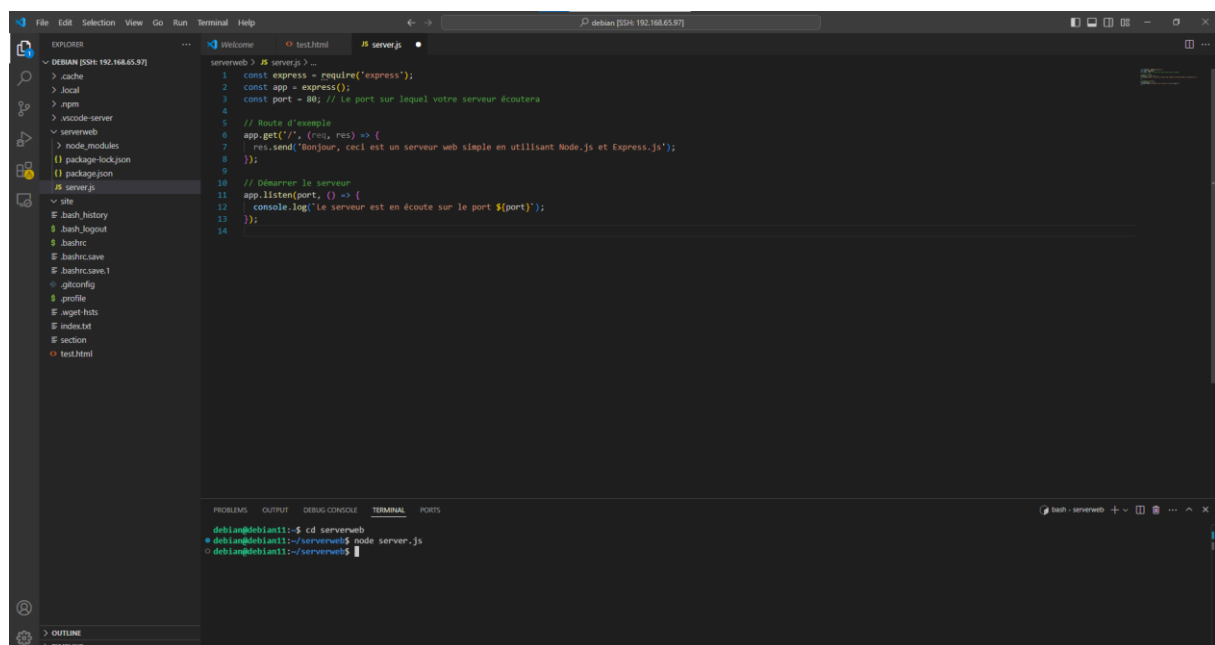 File Edit Selection View Go Run Terminal Help
debian [SSH: 192.168.65.97]
EXPLORER
Welcome
test.html
JS server.js
DEBIAN [SSH: 192.168.65.97]
.cache
.local
.npm
.vscode-server
serverweb
node_modules
{} package-lock.json
{} package.json
JS server.js
site
.bash_history
$ .bash_logout
$ .bashrc
.bashrc.save
.bashrc.save.1
.gitconfig
$ .profile
.wget-hsts
index.txt
section
test.html
OUTLINE
serverweb > JS server.js > ...
1 const express = require('express');
2 const app = express();
3 const port = 80; // Le port sur lequel votre serveur écoutera
4
5 // Route d'exemple
6 app.get('/', (req, res) => {
7 res.send('Bonjour, ceci est un serveur web simple en utilisant Node.js et Express.js');
8 });
9
10 // Démarrer le serveur
11 app.listen(port, () => {
12 console.log(`Le serveur est en écoute sur le port ${port}`);
13 });
14
PROBLEMS OUTPUT DEBUG CONSOLE TERMINAL PORTS
bash - serverweb
debian@debian11:~$ cd serverweb
debian@debian11:~/serverweb$ node server.js
debian@debian11:~/serverweb$